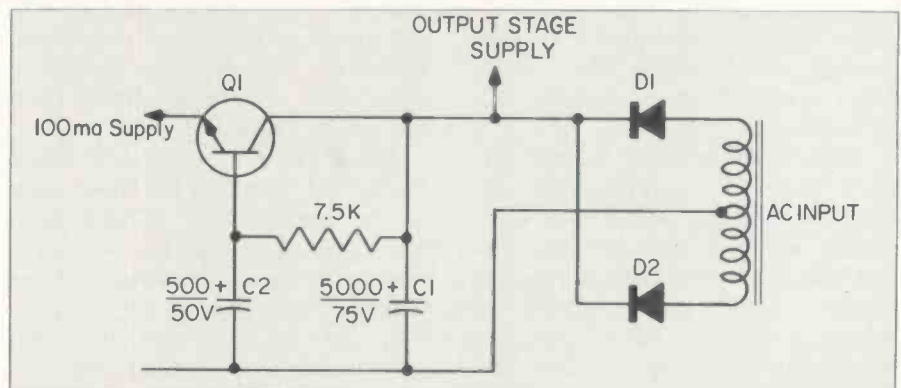 OUTPUT STAGE
SUPPLY
Q1
D1
100ma Supply
7.5K
AC INPUT
D2
500 + C2
50V
5000 + C1
75V